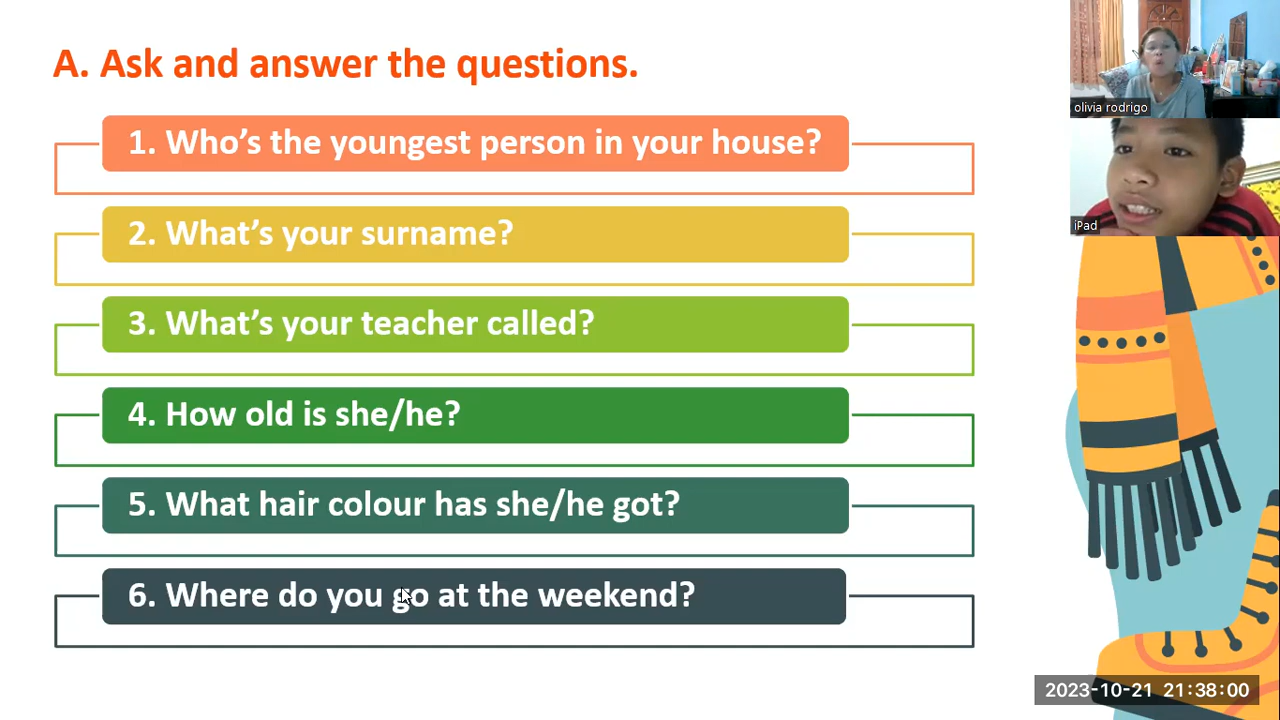 A. Ask and answer the questions.
1. Who's the youngest person in your house?
2. What's your surname?
3. What's your teacher called?
4. How old is she/he?
5. What hair colour has she/he got?
6. Where do you go at the weekend?
olivia rodrigo
iPad
2023-10-21 21:38:00